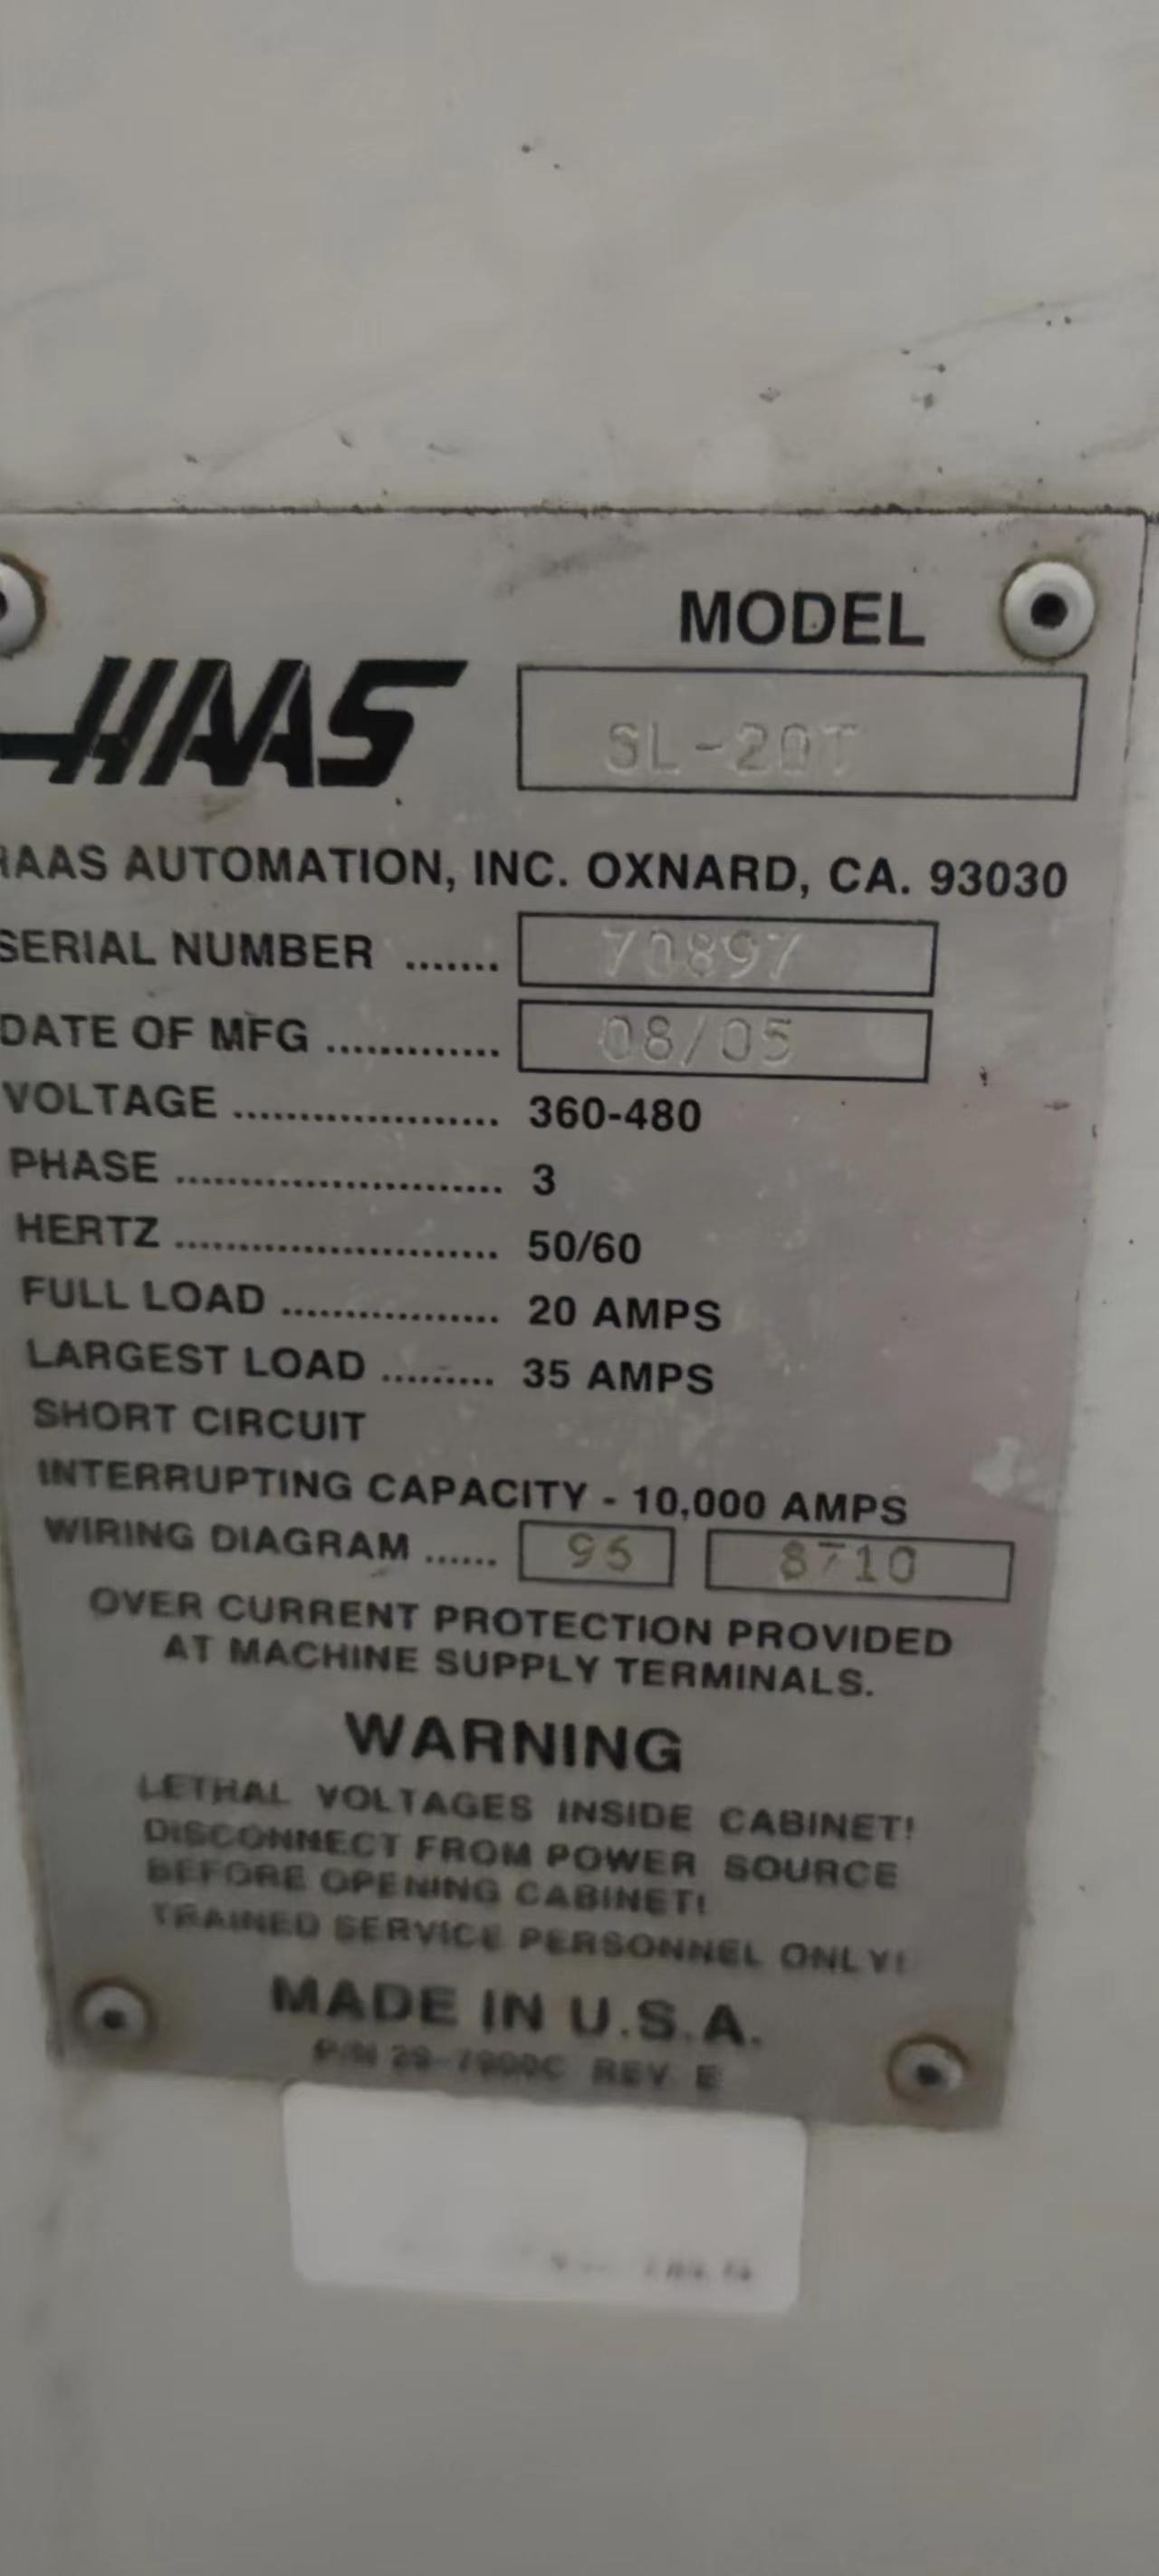 MODEL
HAAS
SL-20T
HAAS AUTOMATION, INC. OXNARD, CA. 93030
SERIAL NUMBER ....... 70897
DATE OF MFG ............. 08/05
VOLTAGE .................... 360-480
PHASE ......................... 3
HERTZ ......................... 50/60
FULL LOAD ................. 20 AMPS
LARGEST LOAD ......... 35 AMPS
SHORT CIRCUIT
INTERRUPTING CAPACITY - 10,000 AMPS
WIRING DIAGRAM ...... 96 8710
OVER CURRENT PROTECTION PROVIDED
AT MACHINE SUPPLY TERMINALS.
WARNING
LETHAL VOLTAGES INSIDE CABINET!
DISCONNECT FROM POWER SOURCE
BEFORE OPENING CABINET!
TRAINED SERVICE PERSONNEL ONLY!
MADE IN U.S.A.
P/N 29-7900C REV. E